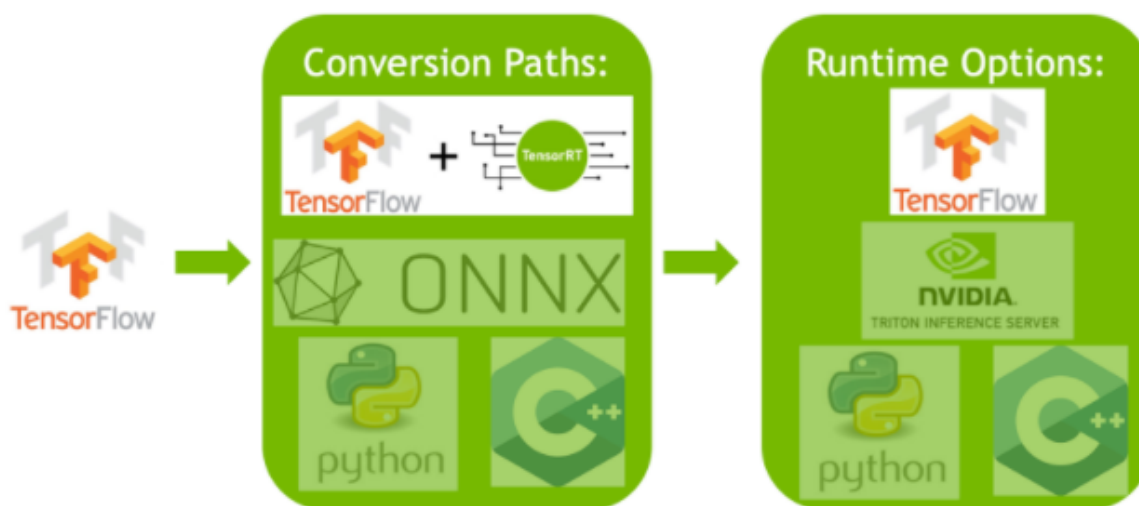 TensorFlow
Conversion Paths:
TensorFlow
+
TensorRT
ONNX
python
C++
Runtime Options:
TensorFlow
NVIDIA.
TRITON INFERENCE SERVER
python
C++